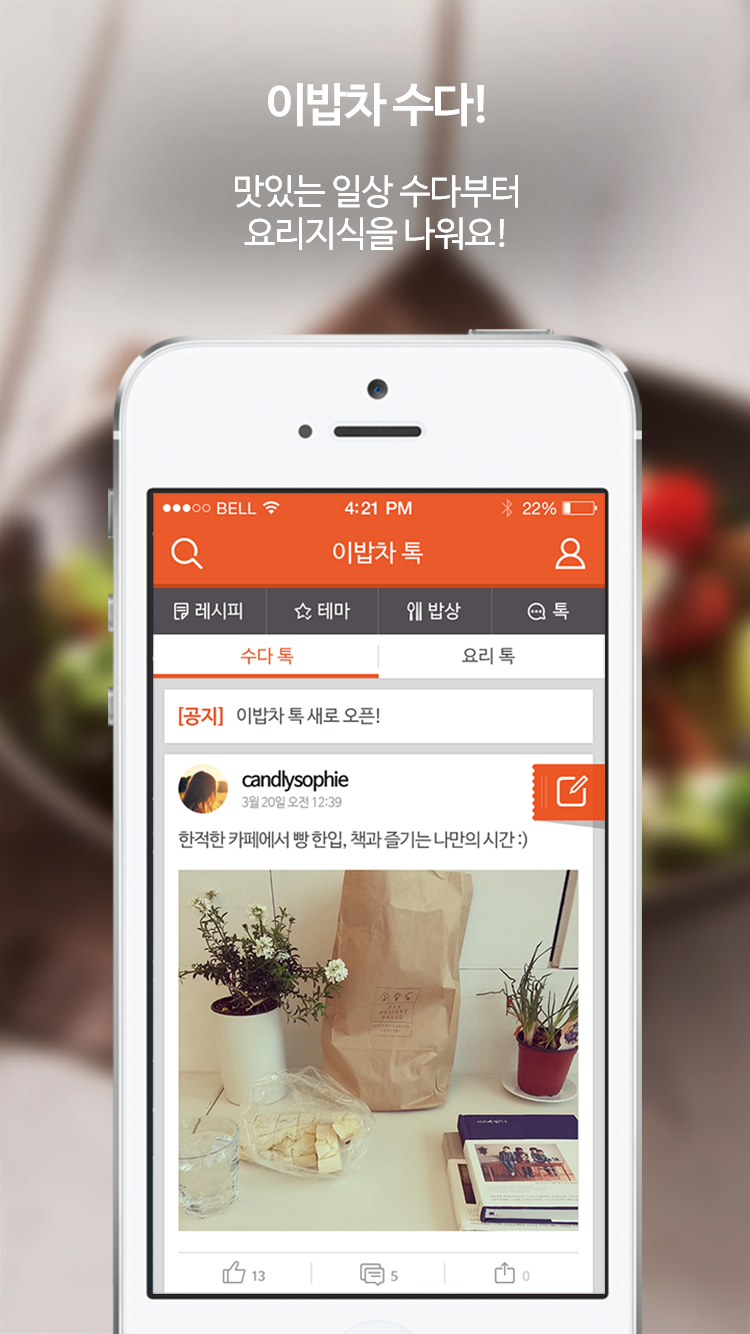 이밥차 수다!
맛있는 일상 수다부터
요리지식을 나워요!
BELL 4:21 PM 22%
이밥차 톡
레시피 테마 밥상 톡
수다 톡 요리 톡
[공지] 이밥차 톡 새로 오픈!
candlysophie
3월 20일 오전 12:39
한적한 카페에서 빵 한입, 책과 즐기는 나만의 시간 :)
13 5 0